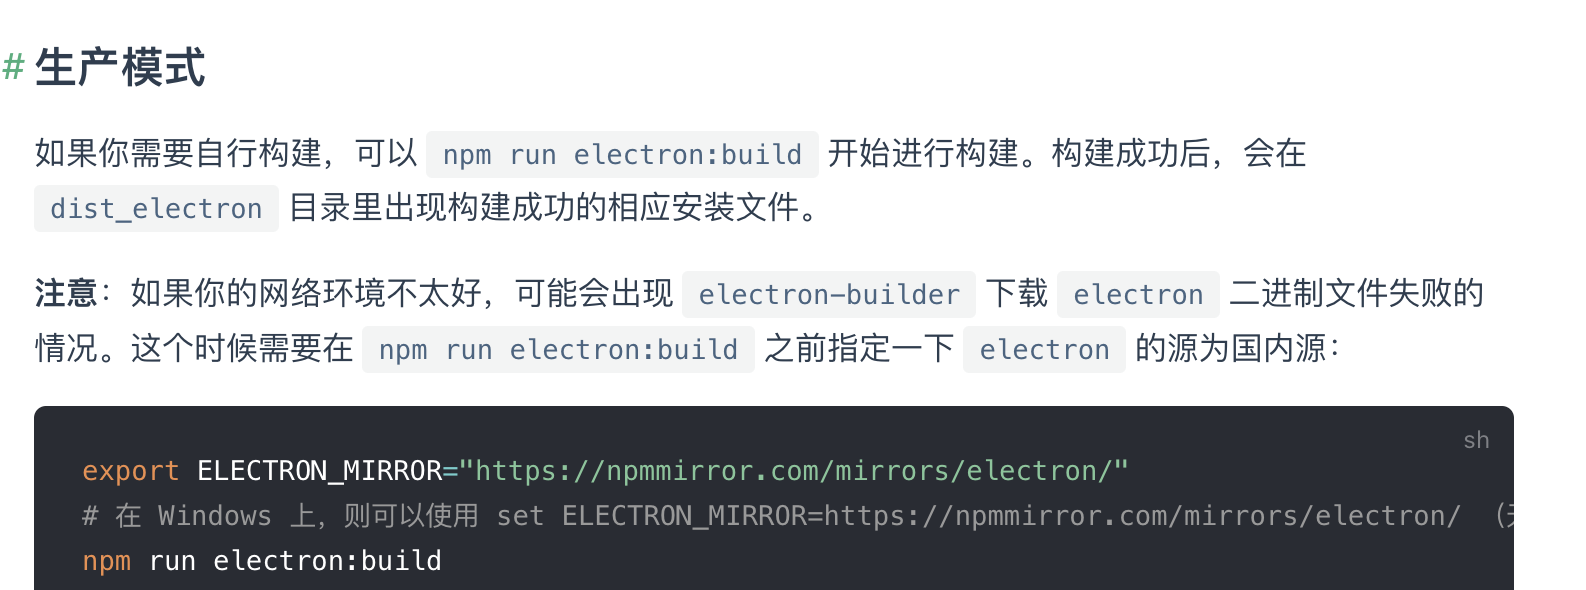 # 生产模式
如果你需要自行构建，可以 npm run electron:build 开始进行构建。构建成功后，会在
dist_electron 目录里出现构建成功的相应安装文件。
注意：如果你的网络环境不太好，可能会出现 electron-builder 下载 electron 二进制文件失败的
情况。这个时候需要在 npm run electron:build 之前指定一下 electron 的源为国内源：
sh
export ELECTRON_MIRROR="https://npmmirror.com/mirrors/electron/"
# 在 Windows 上，则可以使用 set ELECTRON_MIRROR=https://npmmirror.com/mirrors/electron/ （
npm run electron:build